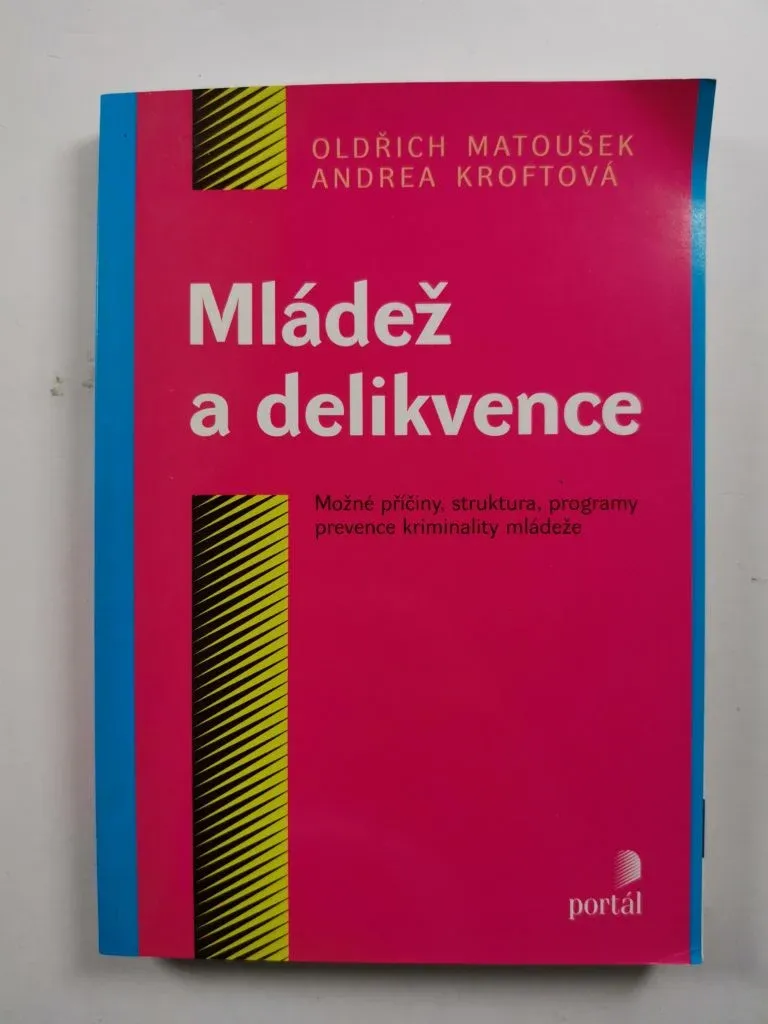 OLDŘICH MATOUŠEK
ANDREA KROFTOVÁ
Mládež
a delikvence
Možné příčiny, struktura, programy
prevence kriminality mládeže
portál